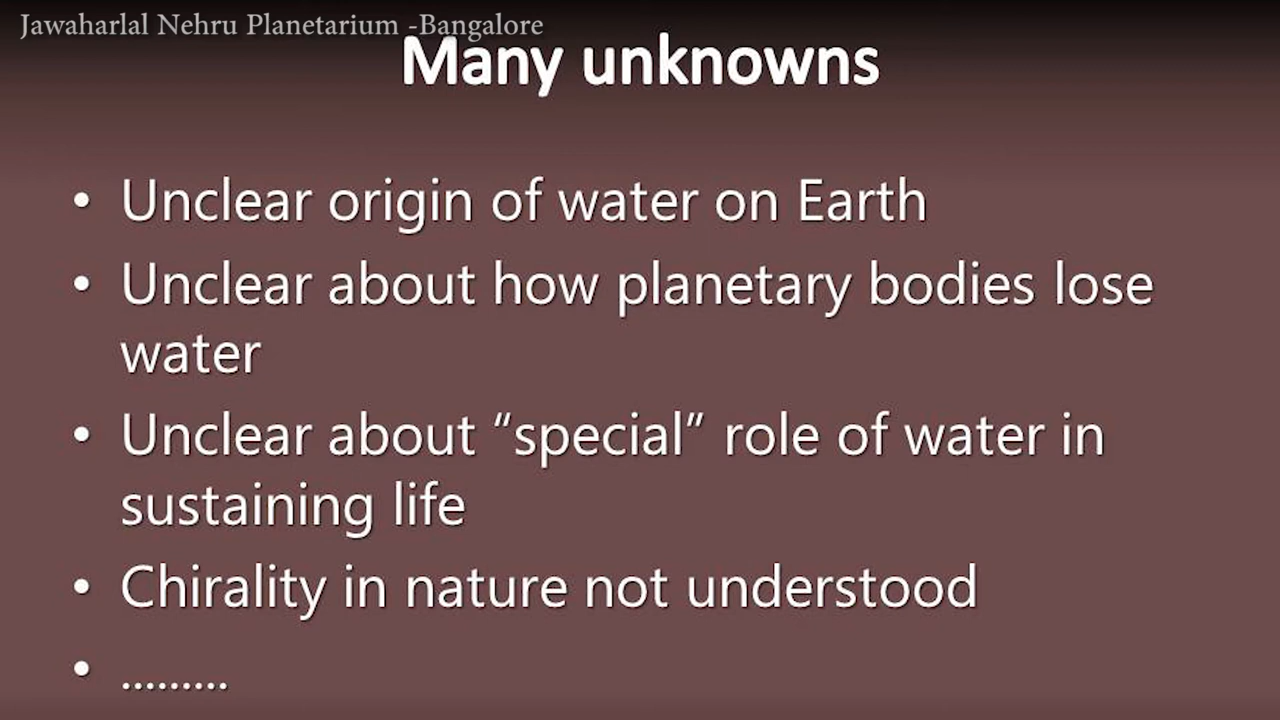 Jawaharlal Nehru Planetarium -Bangalore
Many unknowns
• Unclear origin of water on Earth
• Unclear about how planetary bodies lose
water
• Unclear about “special” role of water in
sustaining life
• Chirality in nature not understood
• .........